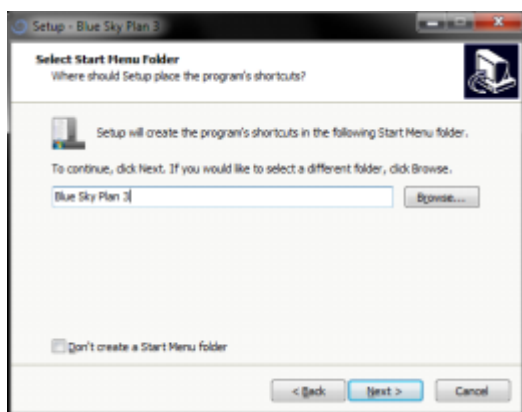 Setup - Blue Sky Plan 3
Select Start Menu Folder
Where should Setup place the program's shortcuts?
Setup will create the program's shortcuts in the following Start Menu folder.
To continue, click Next. If you would like to select a different folder, click Browse.
Blue Sky Plan 3
Browse...
Don't create a Start Menu folder
< Back
Next >
Cancel